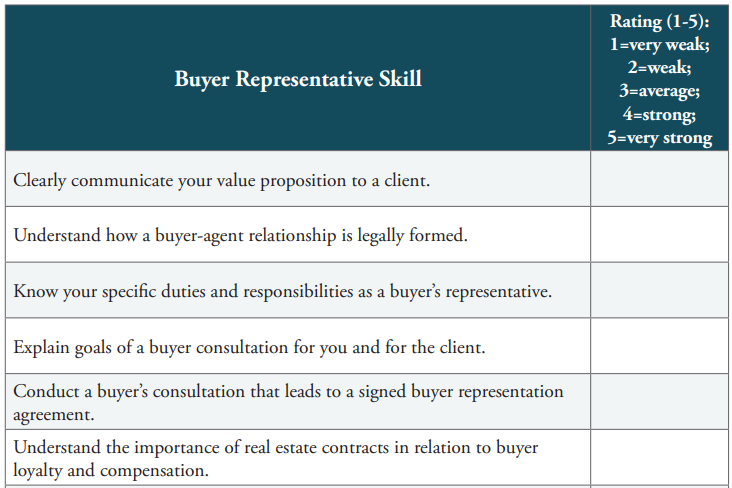 Buyer Representative Skill
Rating (1-5):
1=very weak;
2=weak;
3=average;
4=strong;
5=very strong
Clearly communicate your value proposition to a client.
Understand how a buyer-agent relationship is legally formed.
Know your specific duties and responsibilities as a buyer’s representative.
Explain goals of a buyer consultation for you and for the client.
Conduct a buyer’s consultation that leads to a signed buyer representation
agreement.
Understand the importance of real estate contracts in relation to buyer
loyalty and compensation.